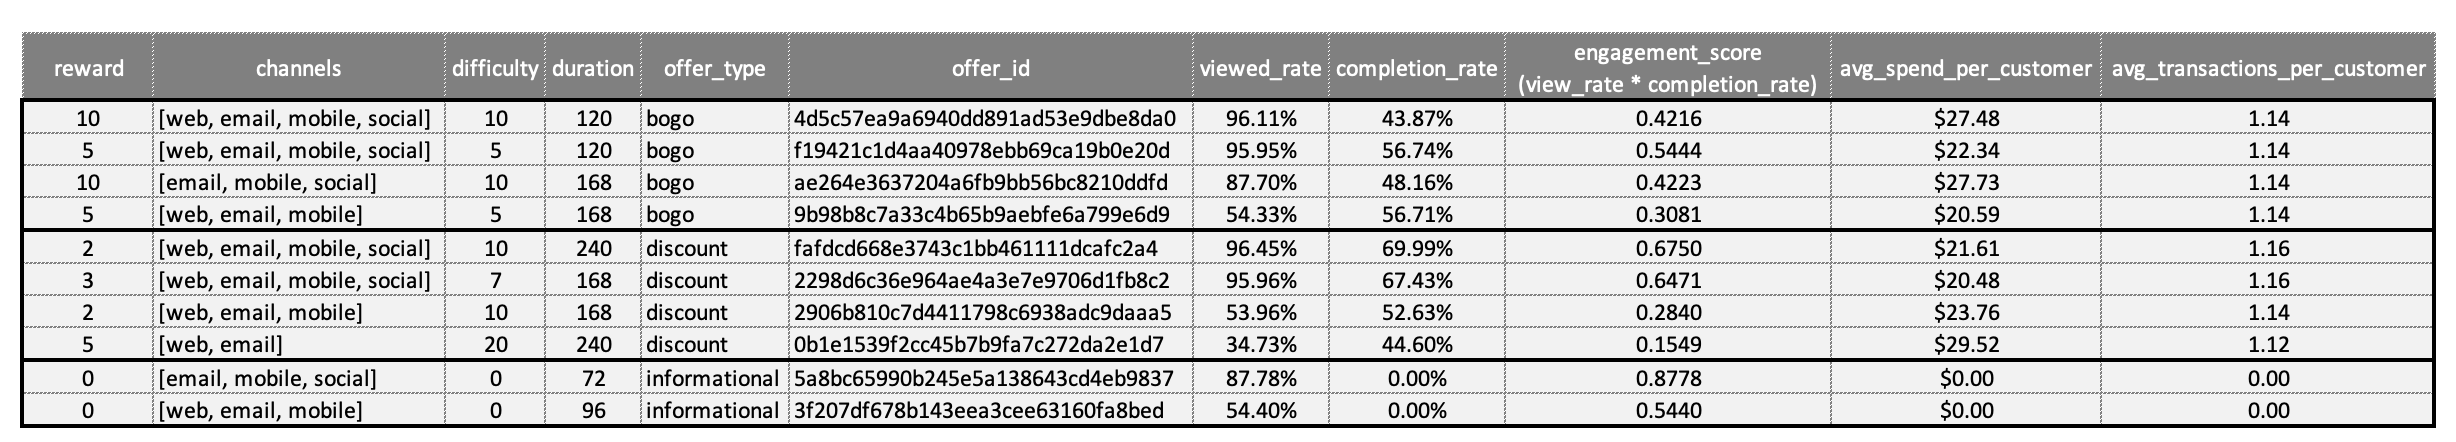 reward channels difficulty duration offer_type offer_id viewed_rate completion_rate engagement_score (view_rate * completion_rate) avg_spend_per_customer avg_transactions_per_customer
10 [web, email, mobile, social] 10 120 bogo 4d5c57ea9a6940dd891ad53e9dbe8da0 96.11% 43.87% 0.4216 $27.48 1.14
5 [web, email, mobile, social] 5 120 bogo f19421c1d4aa40978ebb69ca19b0e20d 95.95% 56.74% 0.5444 $22.34 1.14
10 [email, mobile, social] 10 168 bogo ae264e3637204a6fb9bb56bc8210ddfd 87.70% 48.16% 0.4223 $27.73 1.14
5 [web, email, mobile] 5 168 bogo 9b98b8c7a33c4b65b9aebfe6a799e6d9 54.33% 56.71% 0.3081 $20.59 1.14
2 [web, email, mobile, social] 10 240 discount fafdcd668e3743c1bb461111dcafc2a4 96.45% 69.99% 0.6750 $21.61 1.16
3 [web, email, mobile, social] 7 168 discount 2298d6c36e964ae4a3e7e9706d1fb8c2 95.96% 67.43% 0.6471 $20.48 1.16
2 [web, email, mobile] 10 168 discount 2906b810c7d4411798c6938adc9daaa5 53.96% 52.63% 0.2840 $23.76 1.14
5 [web, email] 20 240 discount 0b1e1539f2cc45b7b9fa7c272da2e1d7 34.73% 44.60% 0.1549 $29.52 1.12
0 [email, mobile, social] 0 72 informational 5a8bc65990b245e5a138643cd4eb9837 87.78% 0.00% 0.8778 $0.00 0.00
0 [web, email, mobile] 0 96 informational 3f207df678b143eea3cee63160fa8bed 54.40% 0.00% 0.5440 $0.00 0.00